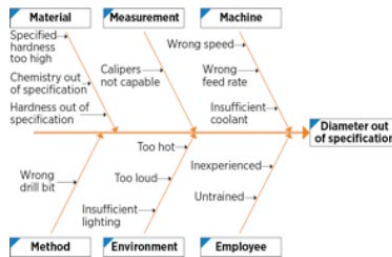 Material
Measurement
Machine
Specified
hardness
too high
Chemistry out
of specification
Hardness out of
specification
Calipers
not capable
Wrong speed
Wrong
feed rate
Insufficient
coolant
Diameter out
of specification
Wrong
drill bit
Too hot
Too loud
Insufficient
lighting
Inexperienced
Untrained
Method
Environment
Employee